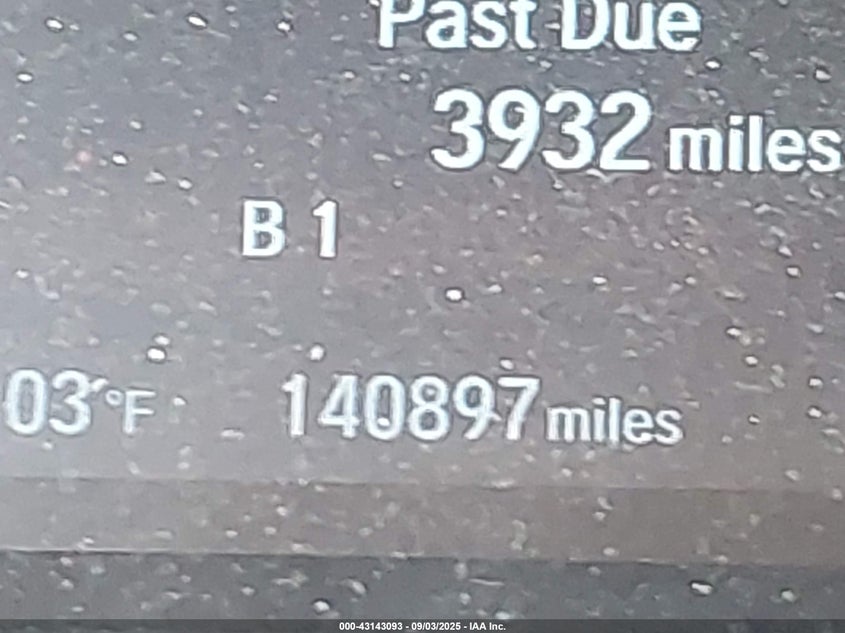 Past Due
3932 miles
B 1
03°F 140897 miles
000-43143093 - 09/03/2025 - IAA Inc.